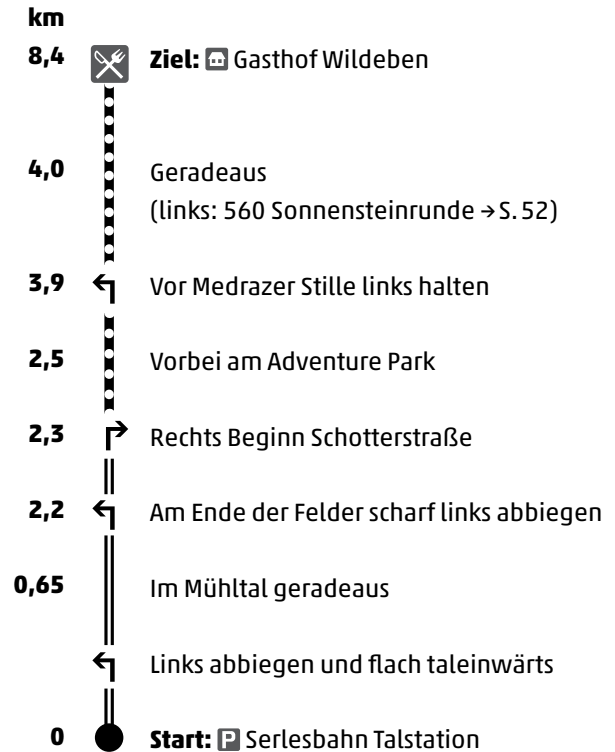 km
8,4 Ziel: Gasthof Wildeben
4,0 Geradeaus
(links: 560 Sonnensteinrunde → S. 52)
3,9 Vor Medrazer Stille links halten
2,5 Vorbei am Adventure Park
2,3 Rechts Beginn Schotterstraße
2,2 Am Ende der Felder scharf links abbiegen
0,65 Im Mühltal geradeaus
Links abbiegen und flach taleinwärts
0 Start: P Serlesbahn Talstation